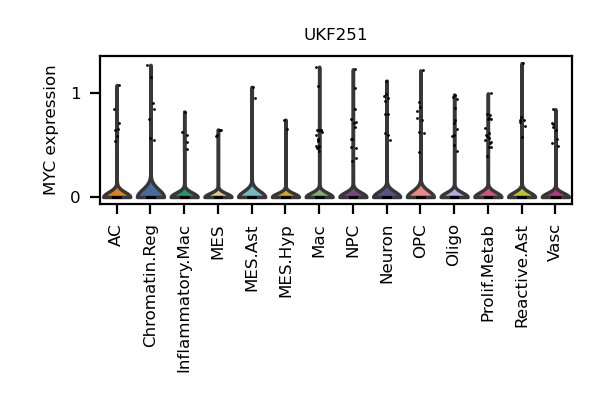 UKF251
MYC expression
1
0
AC
Chromatin.Reg
Inflammatory.Mac
MES
MES.Ast
MES.Hyp
Mac
NPC
Neuron
OPC
Oligo
Prolif.Metab
Reactive.Ast
Vasc